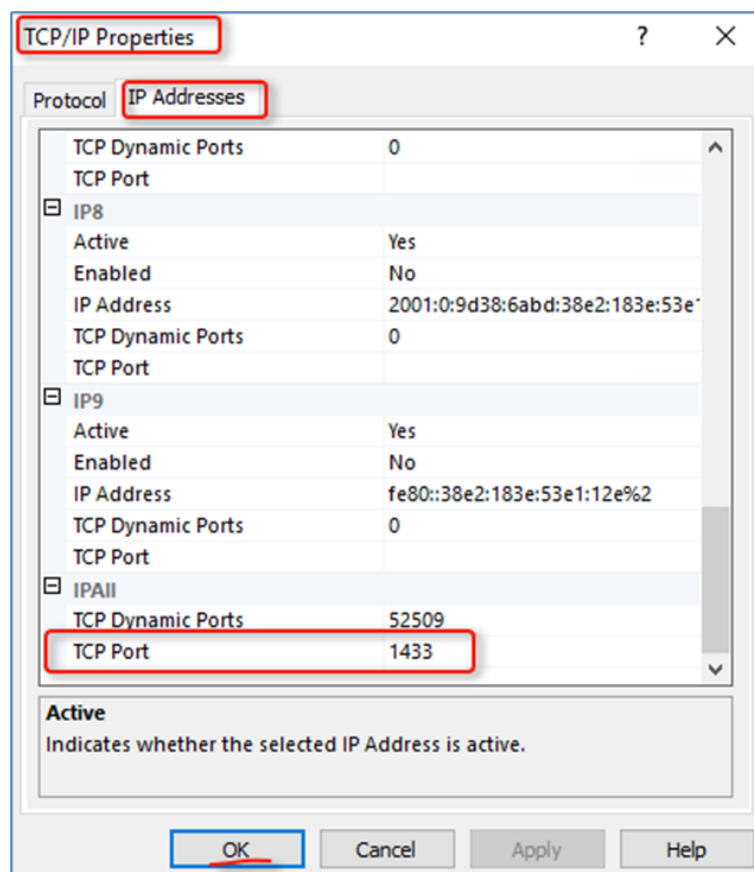 TCP/IP Properties ? ✕
Protocol IP Addresses
TCP Dynamic Ports 0
TCP Port
IP8
Active Yes
Enabled No
IP Address 2001:0:9d38:6abd:38e2:183e:53e1
TCP Dynamic Ports 0
TCP Port
IP9
Active Yes
Enabled No
IP Address fe80::38e2:183e:53e1:12e%2
TCP Dynamic Ports 0
TCP Port
IPAll
TCP Dynamic Ports 52509
TCP Port 1433
Active
Indicates whether the selected IP Address is active.
OK Cancel Apply Help